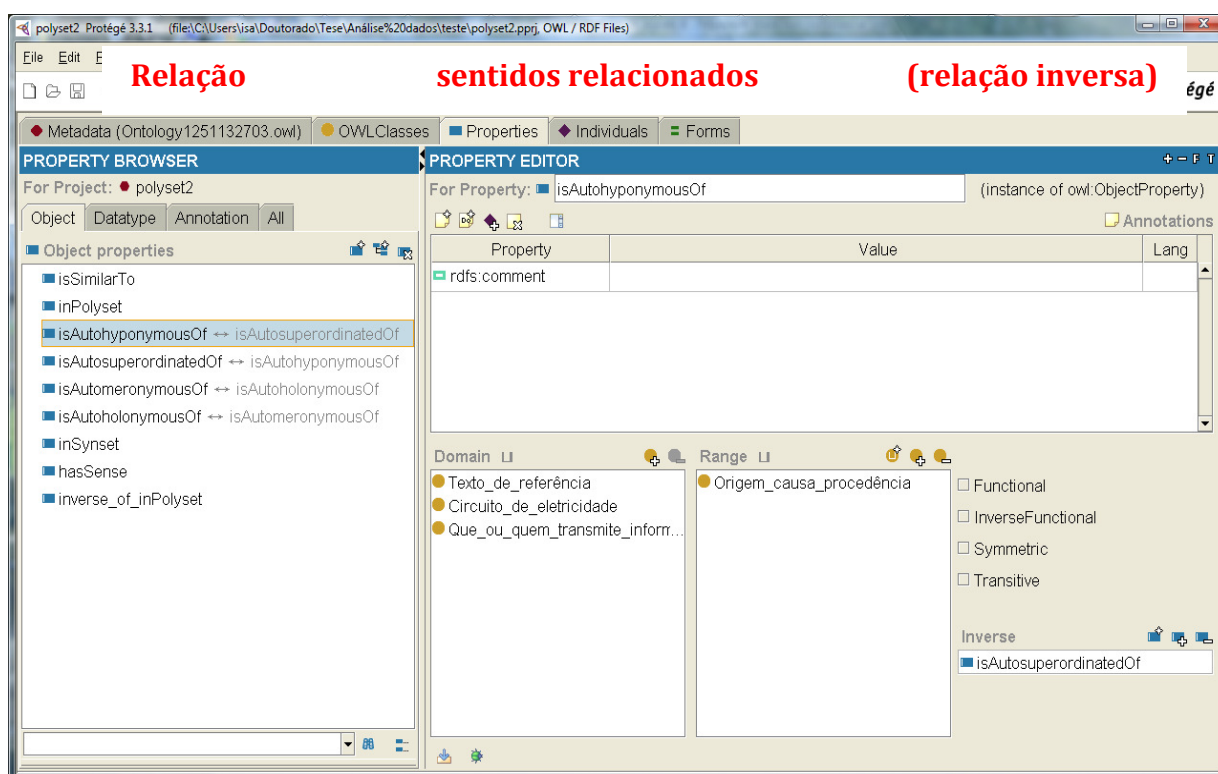 polyset2 Protégé 3.3.1 (file:\C:\Users\isa\Doutorado\Tese\Análise%20dados\teste\polyset2.pprj, OWL / RDF Files)
File Edit
Relação sentidos relacionados (relação inversa)
égé
Metadata (Ontology1251132703.owl) OWLClasses Properties Individuals Forms
PROPERTY BROWSER
For Project: polyset2
Object Datatype Annotation All
Object properties
isSimilarTo
inPolyset
isAutohyponymousOf ↔ isAutosuperordinatedOf
isAutosuperordinatedOf ↔ isAutohyponymousOf
isAutomeronymousOf ↔ isAutoholonymousOf
isAutoholonymousOf ↔ isAutomeronymousOf
inSynset
hasSense
inverse_of_inPolyset
PROPERTY EDITOR
For Property: isAutohyponymousOf (instance of owl:ObjectProperty)
Annotations
Property Value Lang
rdfs:comment
Domain ⊔
Texto_de_referência
Circuito_de_eletricidade
Que_ou_quem_transmite_inform...
Range ⊔
Origem_causa_procedência
Functional
InverseFunctional
Symmetric
Transitive
Inverse
isAutosuperordinatedOf